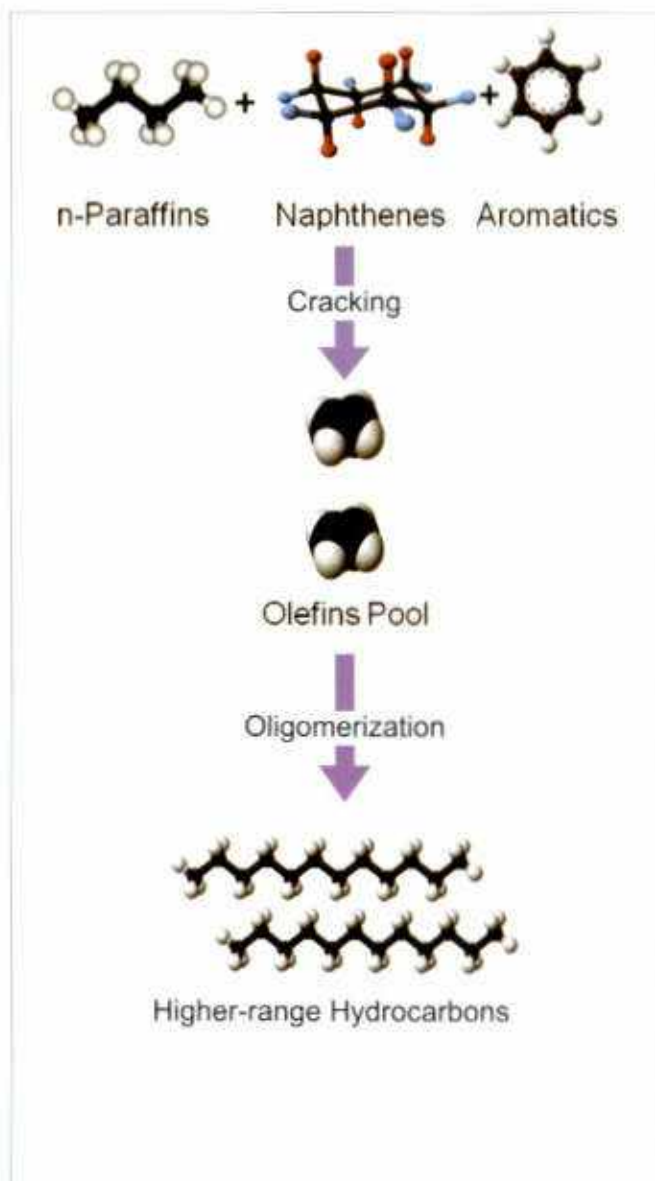 + +
n-Paraffins Naphthenes Aromatics
Cracking
Olefins Pool
Oligomerization
Higher-range Hydrocarbons